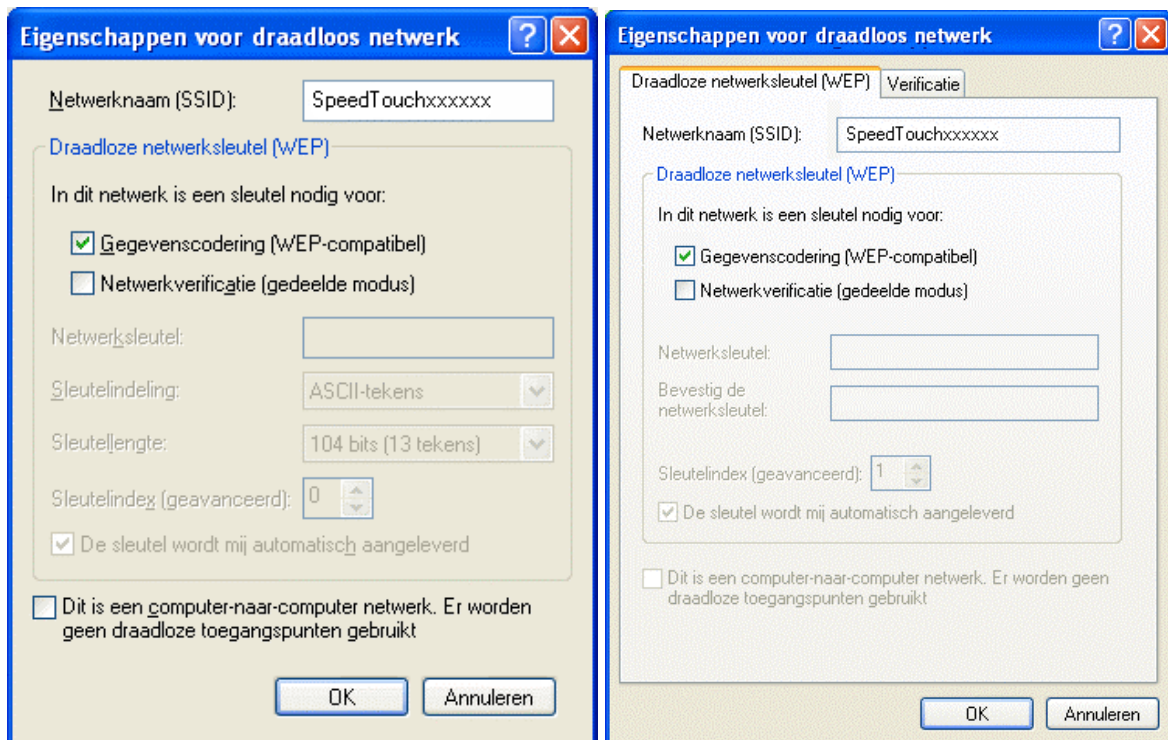 Eigenschappen voor draadloos netwerk
Netwerknaam (SSID): SpeedTouchxxxxxx
Draadloze netwerksleutel (WEP)
In dit netwerk is een sleutel nodig voor:
Gegevenscodering (WEP-compatibel)
Netwerkverificatie (gedeelde modus)
Netwerksleutel:
Sleutelindeling: ASCII-tekens
Sleutellengte: 104 bits (13 tekens)
Sleutelindex (geavanceerd): 0
De sleutel wordt mij automatisch aangeleverd
Dit is een computer-naar-computer netwerk. Er worden
geen draadloze toegangspunten gebruikt
OK Annuleren
Eigenschappen voor draadloos netwerk
Draadloze netwerksleutel (WEP) Verificatie
Netwerknaam (SSID): SpeedTouchxxxxxx
Draadloze netwerksleutel (WEP)
In dit netwerk is een sleutel nodig voor:
Gegevenscodering (WEP-compatibel)
Netwerkverificatie (gedeelde modus)
Netwerksleutel:
Bevestig de
netwerksleutel:
Sleutelindex (geavanceerd): 1
De sleutel wordt mij automatisch aangeleverd
Dit is een computer-naar-computer netwerk. Er worden geen
draadloze toegangspunten gebruikt
OK Annuleren